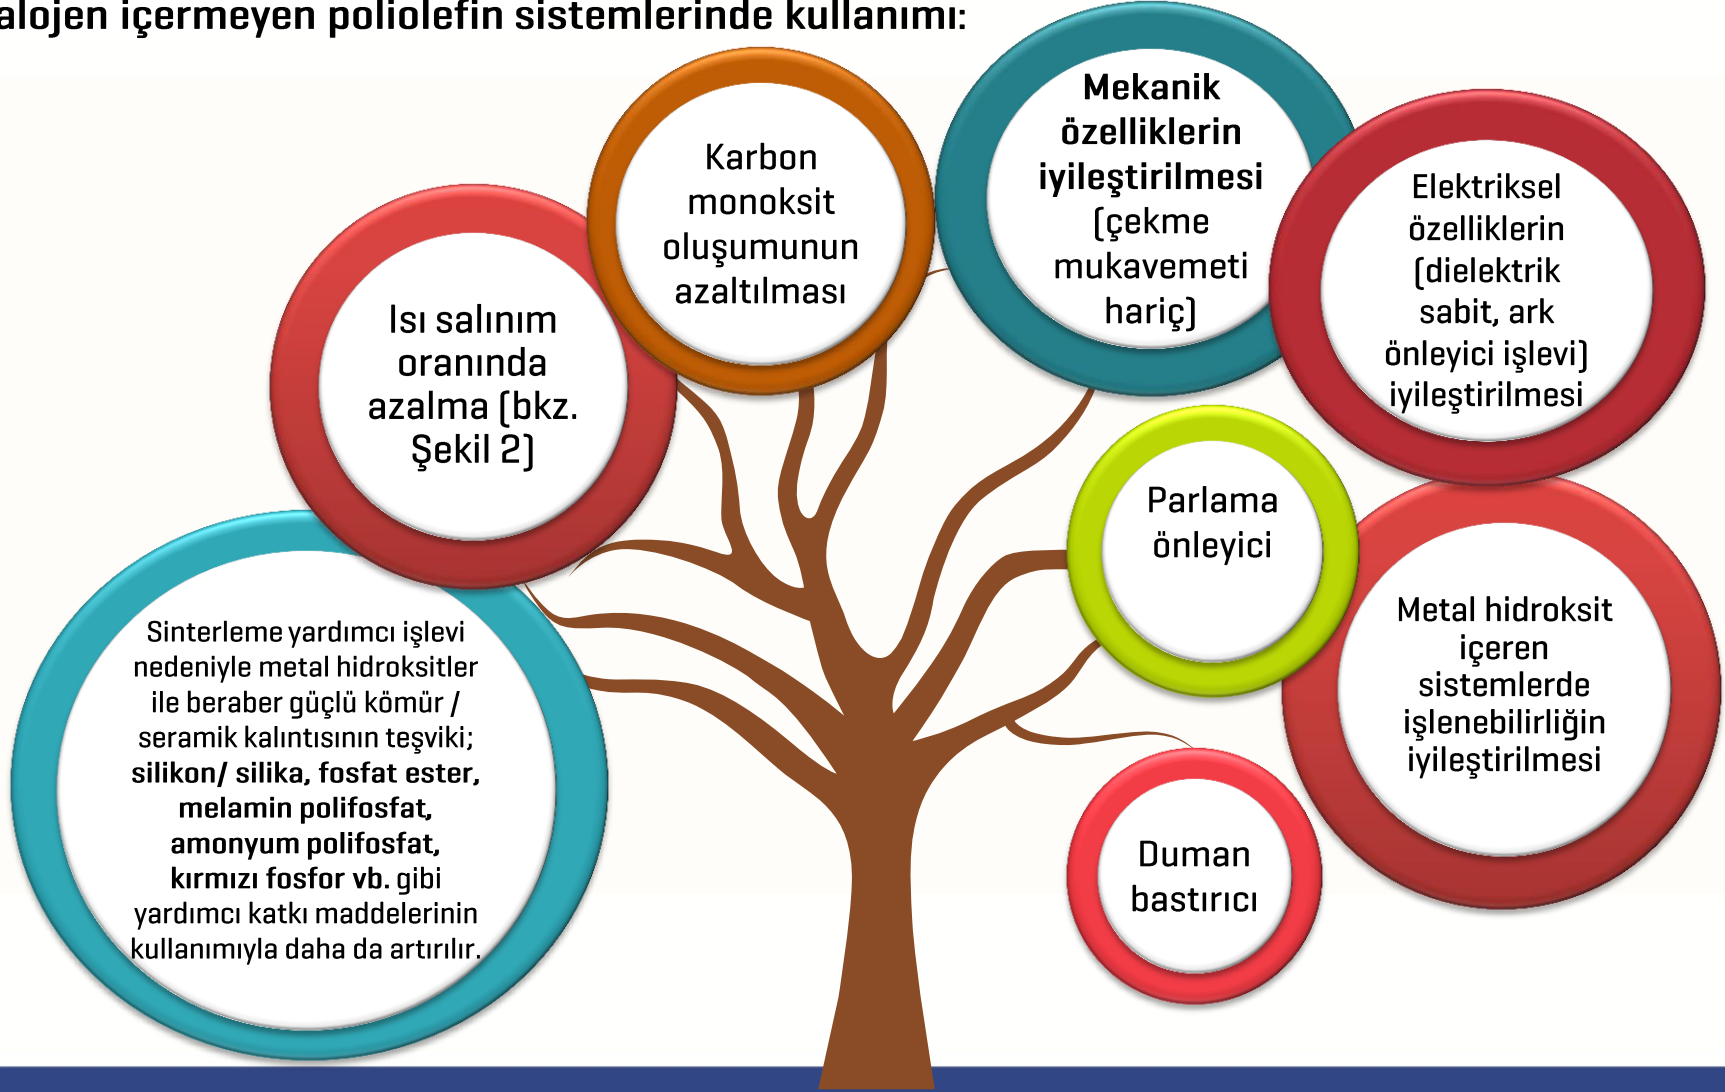 alojen içermeyen poliolefin sistemlerinde kullanımı:
Sinterleme yardımcı işlevi
nedeniyle metal hidroksitler
ile beraber güçlü kömür /
seramik kalıntısının teşviki;
silikon/ silika, fosfat ester,
melamin polifosfat,
amonyum polifosfat,
kırmızı fosfor vb. gibi
yardımcı katkı maddelerinin
kullanımıyla daha da artırılır.
Isı salınım
oranında
azalma (bkz.
Şekil 2)
Karbon
monoksit
oluşumunun
azaltılması
Mekanik
özelliklerin
iyileştirilmesi
(çekme
mukavemeti
hariç)
Elektriksel
özelliklerin
(dielektrik
sabit, ark
önleyici işlevi)
iyileştirilmesi
Parlama
önleyici
Metal hidroksit
içeren
sistemlerde
işlenebilirliğin
iyileştirilmesi
Duman
bastırıcı